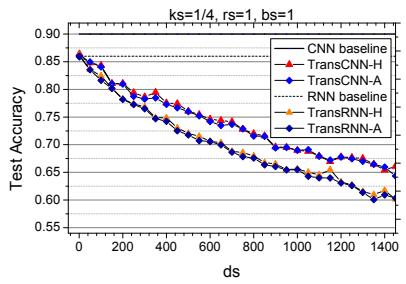 ks=1/4, rs=1, bs=1
0.90
0.85
0.80
0.75
0.70
0.65
0.60
0.55
Test Accuracy
CNN baseline
TransCNN-H
TransCNN-A
RNN baseline
TransRNN-H
TransRNN-A
0 200 400 600 800 1000 1200 1400
ds